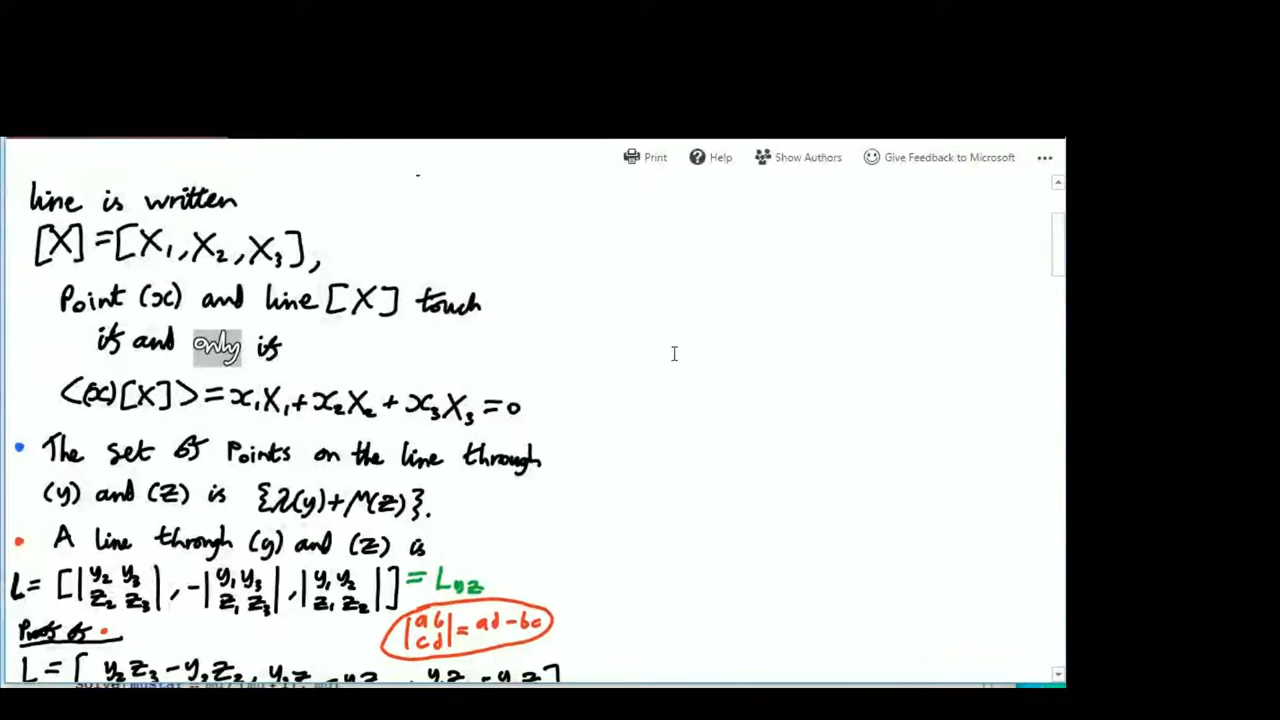 Print Help Show Authors Give Feedback to Microsoft
line is written
[X] = [X₁, X₂, X₃],
Point (x) and line [X] touch
if and only if
<(x)[X]> = x₁X₁ + x₂X₂ + x₃X₃ = 0
• The set of points on the line through
(y) and (z) is {λ(y)+μ(z)}.
• A line through (y) and (z) is
L = [|y₂ y₃ / z₂ z₃|, -|y₁ y₃ / z₁ z₃|, |y₁ y₂ / z₁ z₂|] = L_yz
|a b / c d| = ad - bc
Proof of •
L = [ y₂z₃ - y₃z₂,